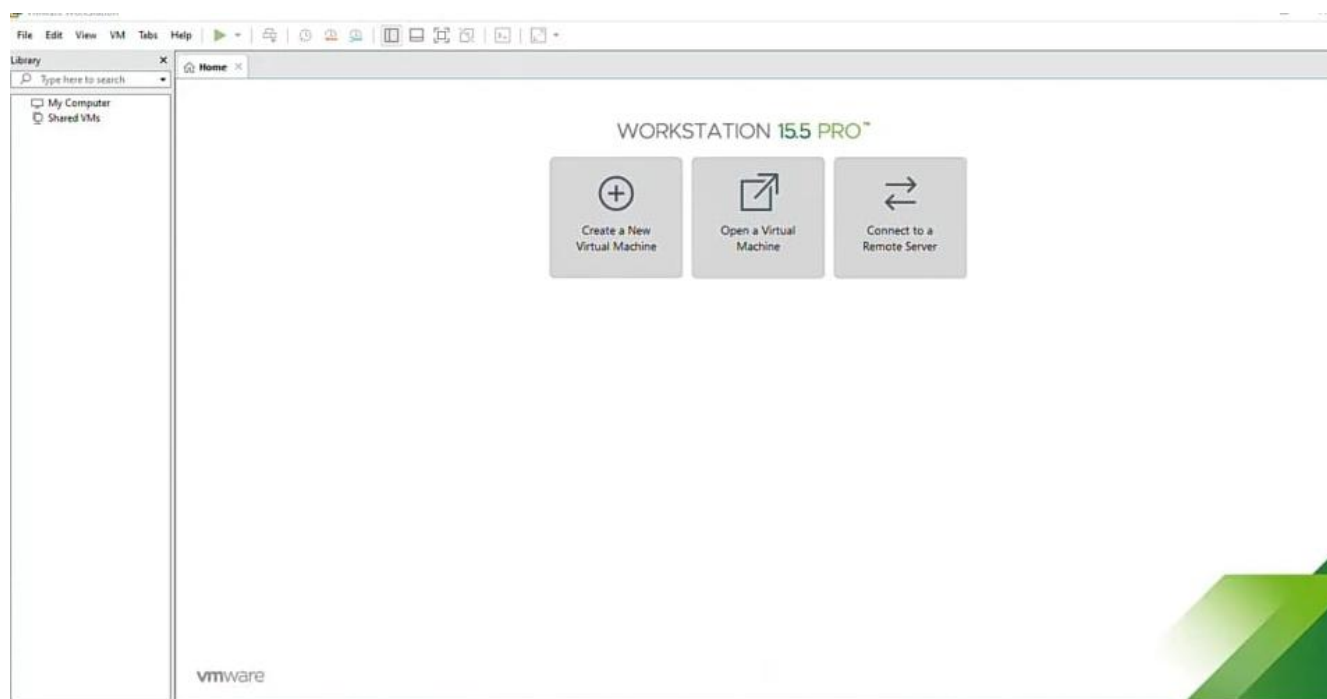 File Edit View VM Tabs Help
Library
Type here to search
My Computer
Shared VMs
Home
WORKSTATION 15.5 PRO™
Create a New
Virtual Machine
Open a Virtual
Machine
Connect to a
Remote Server
vmware